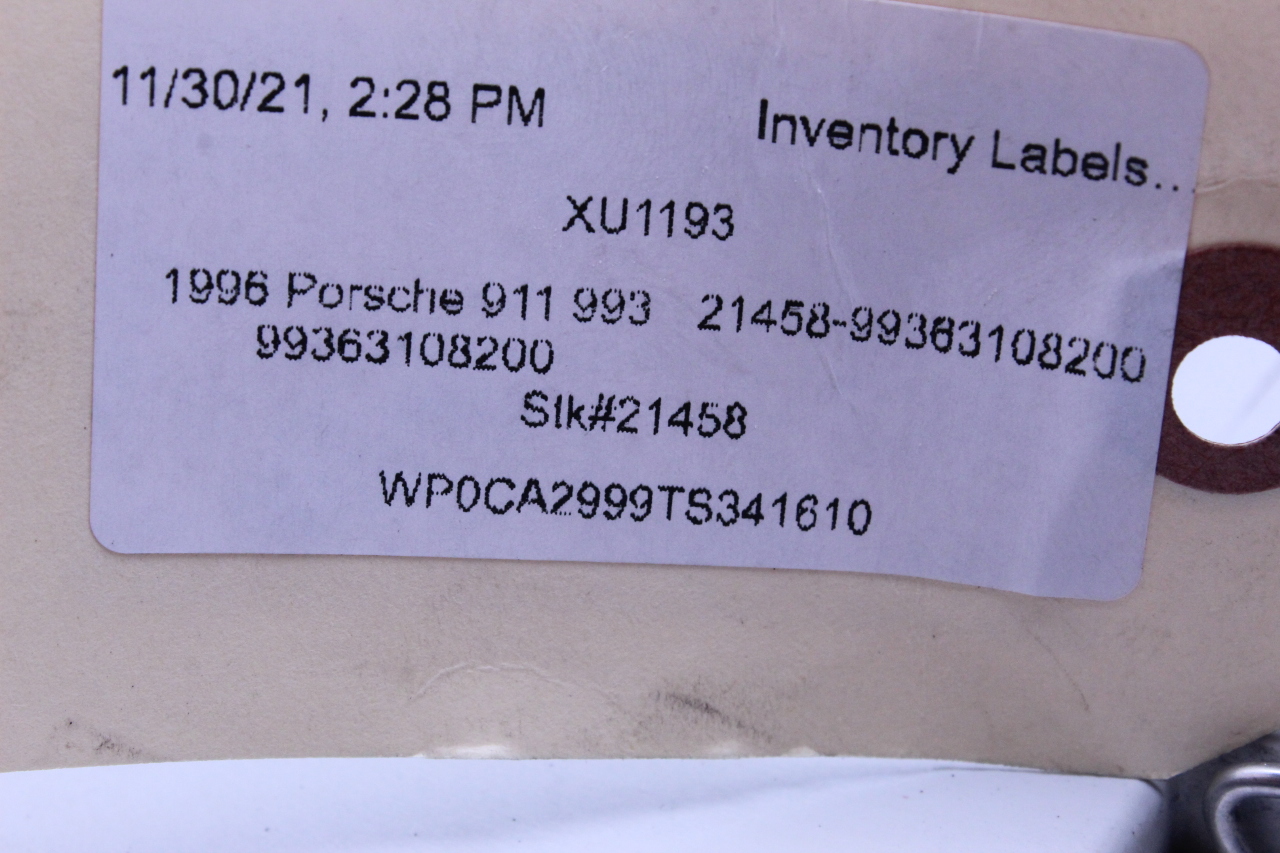 11/30/21, 2:28 PM Inventory Labels...
XU1193
1996 Porsche 911 993 21458-99363108200
99363108200
Stk#21458
WP0CA2999TS341610